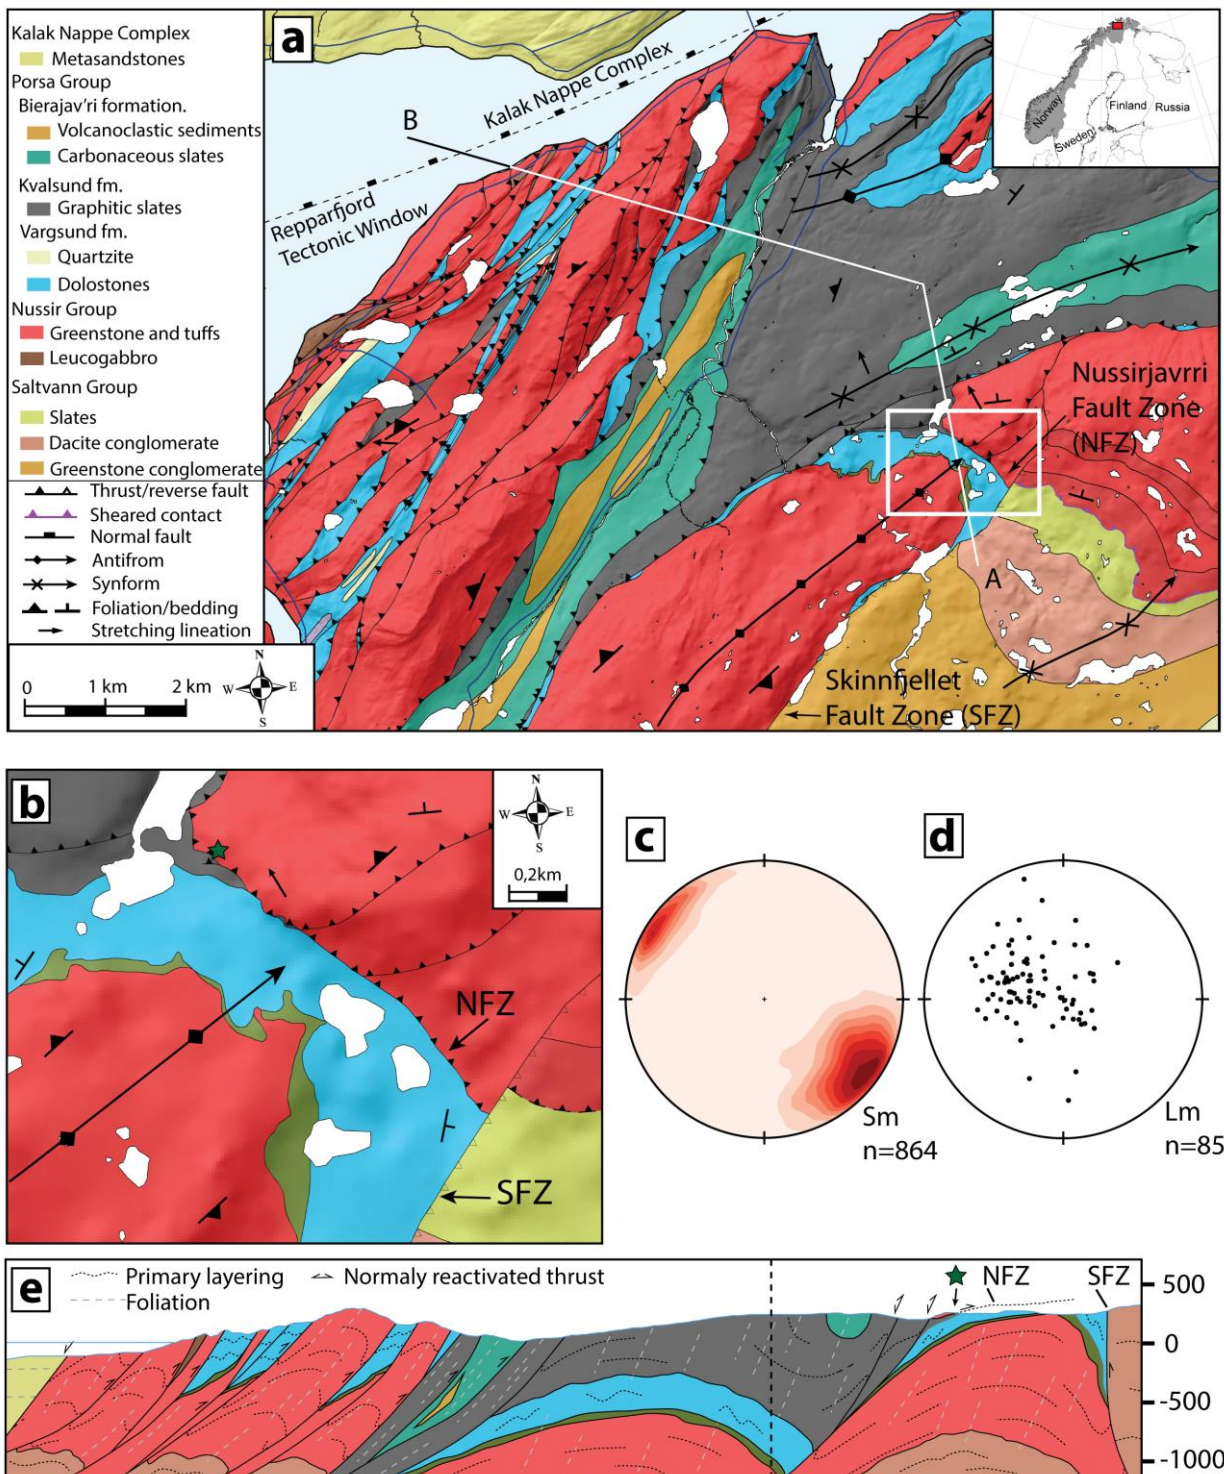 Kalak Nappe Complex
Metasandstones
Porsa Group
Bierajav'ri formation.
Volcanoclastic sediments
Carbonaceous slates
Kvalsund fm.
Graphitic slates
Vargsund fm.
Quartzite
Dolostones
Nussir Group
Greenstone and tuffs
Leucogabbro
Saltvann Group
Slates
Dacite conglomerate
Greenstone conglomerate
Thrust/reverse fault
Sheared contact
Normal fault
Antifrom
Synform
Foliation/bedding
Stretching lineation
0 1 km 2 km
N
W E
S
a
B
Kalak Nappe Complex
Repparfjord
Tectonic Window
Norway
Sweden
Finland
Russia
Nussirjavrri
Fault Zone
(NFZ)
A
Skinnfjellet
Fault Zone (SFZ)
b
N
W E
S
0,2km
NFZ
SFZ
c
Sm
n=864
d
Lm
n=85
e
Primary layering
Normaly reactivated thrust
Foliation
NFZ
SFZ
500
0
-500
-1000